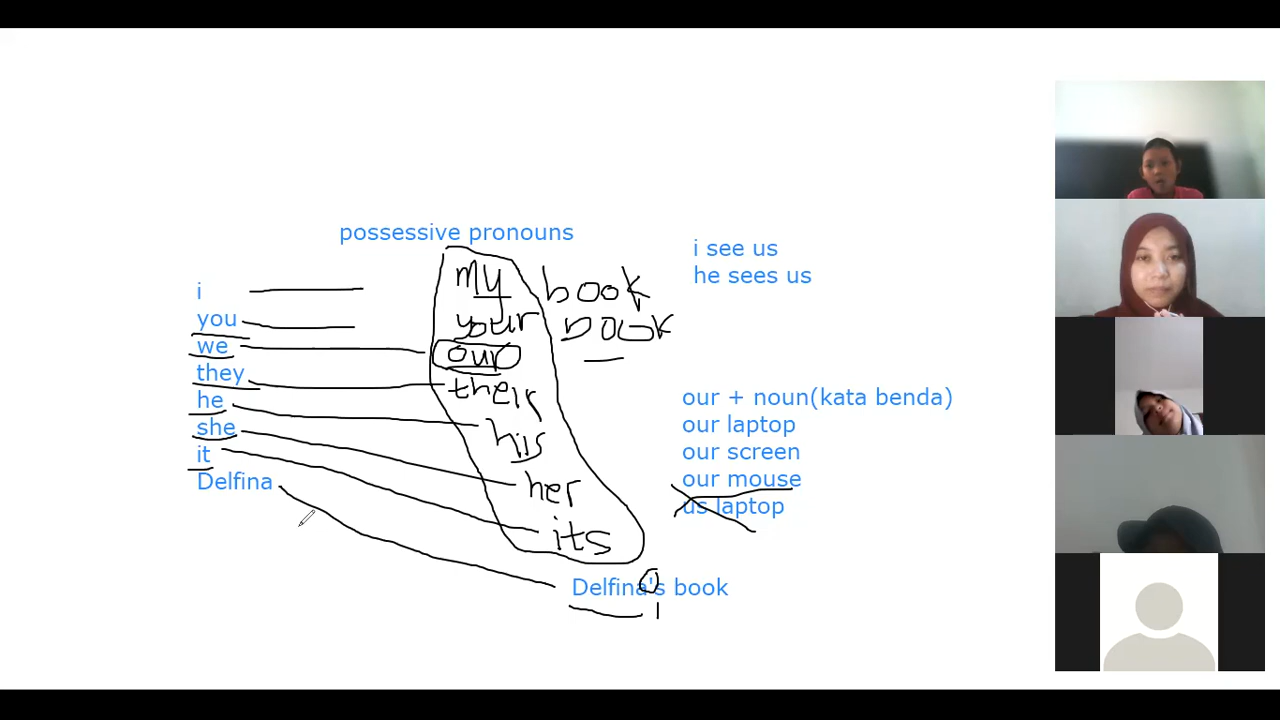 possessive pronouns
i
you
we
they
he
she
it
Delfina
my book
your book
our
their
his
her
its
Delfina's book
i see us
he sees us
our + noun(kata benda)
our laptop
our screen
our mouse
us laptop